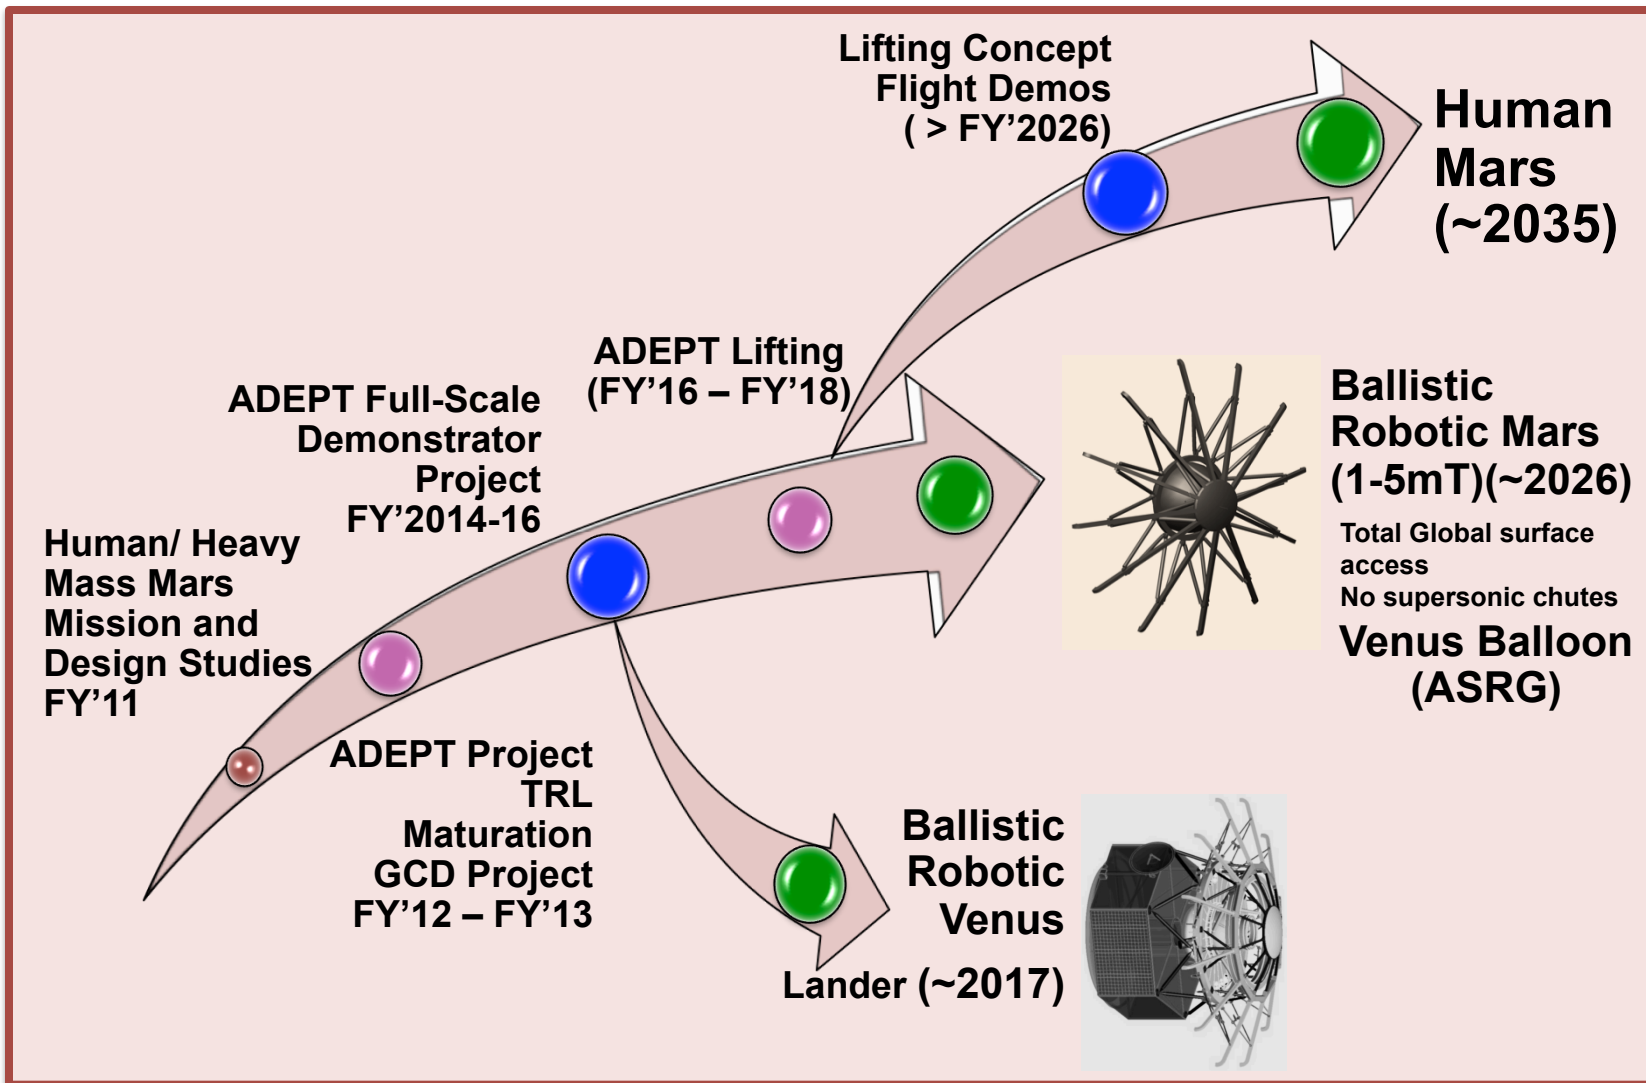 Lifting Concept
Flight Demos
( > FY’2026)
Human
Mars
(~2035)
ADEPT Lifting
(FY’16 – FY’18)
ADEPT Full-Scale
Demonstrator
Project
FY’2014-16
Human/ Heavy
Mass Mars
Mission and
Design Studies
FY’11
Ballistic
Robotic Mars
(1-5mT)(~2026)
Total Global surface
access
No supersonic chutes
Venus Balloon
(ASRG)
ADEPT Project
TRL
Maturation
GCD Project
FY’12 – FY’13
Ballistic
Robotic
Venus
Lander (~2017)